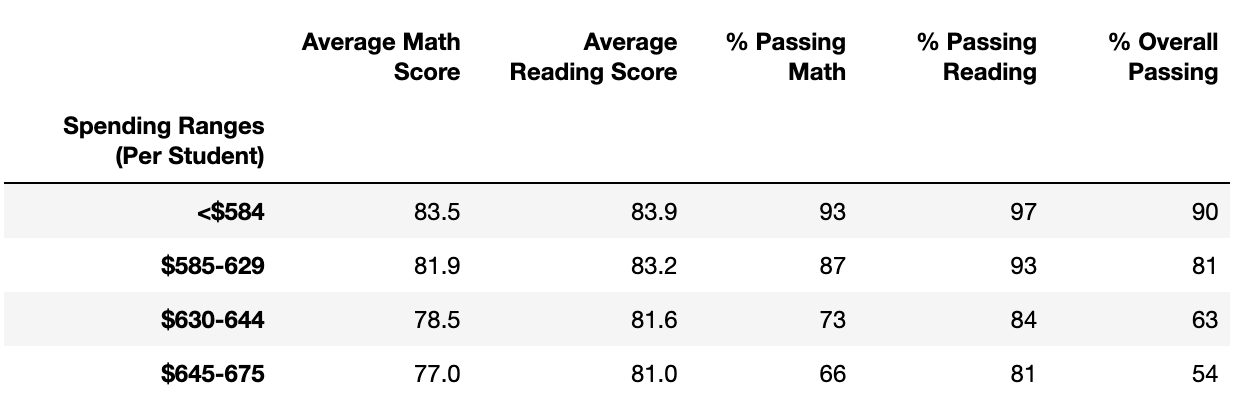 Average Math Score Average Reading Score % Passing Math % Passing Reading % Overall Passing
Spending Ranges (Per Student)
<$584 83.5 83.9 93 97 90
$585-629 81.9 83.2 87 93 81
$630-644 78.5 81.6 73 84 63
$645-675 77.0 81.0 66 81 54